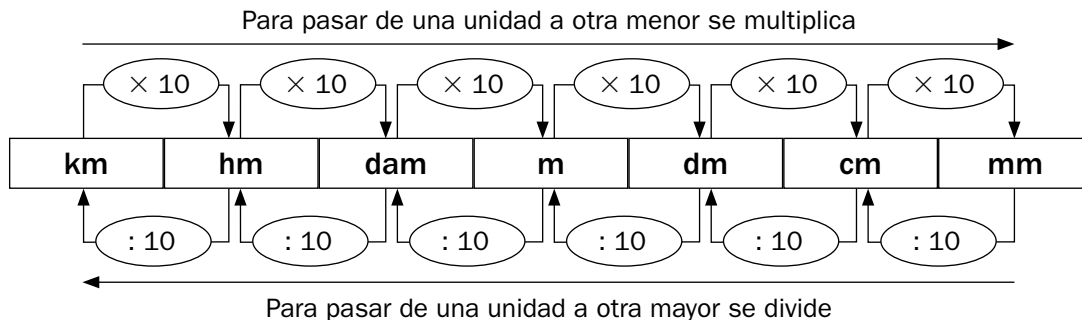 Para pasar de una unidad a otra menor se multiplica
× 10 × 10 × 10 × 10 × 10 × 10
km hm dam m dm cm mm
: 10 : 10 : 10 : 10 : 10 : 10
Para pasar de una unidad a otra mayor se divide